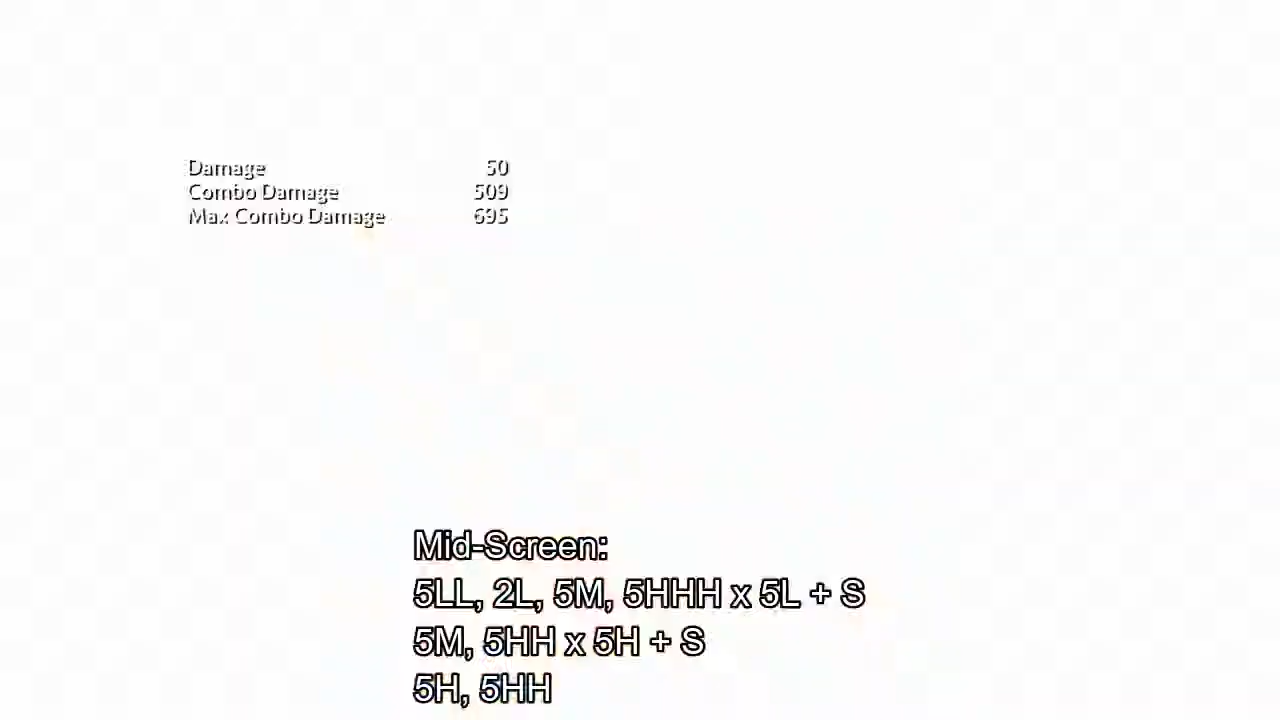 Damage 50
Combo Damage 509
Max Combo Damage 695
Mid-Screen:
5LL, 2L, 5M, 5HHH x 5L + S
5M, 5HH x 5H + S
5H, 5HH